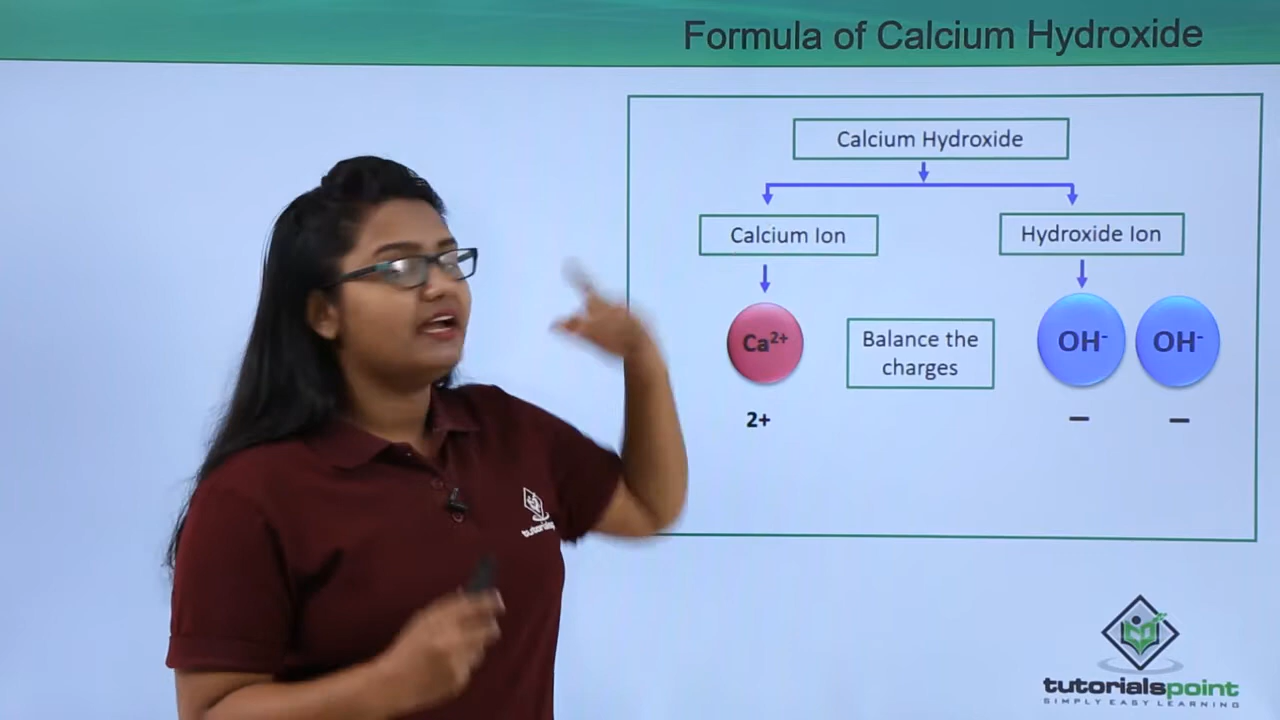 Formula of Calcium Hydroxide
Calcium Hydroxide
Calcium Ion
Hydroxide Ion
Ca²⁺
Balance the
charges
OH⁻
OH⁻
2+
–
–
tutorialspoint
SIMPLY EASY LEARNING